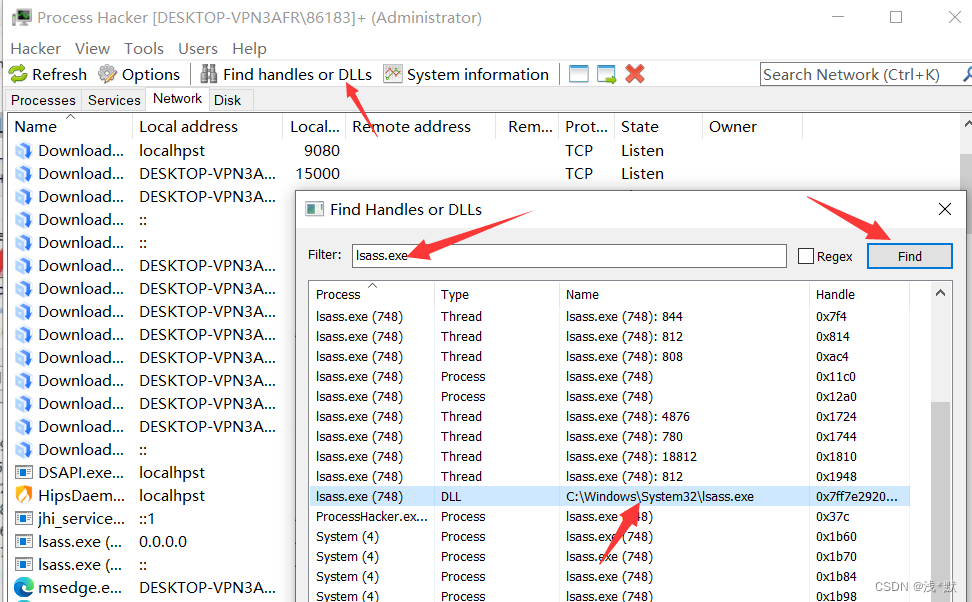 Process Hacker [DESKTOP-VPN3AFR\86183]+ (Administrator)
Hacker View Tools Users Help
Refresh Options Find handles or DLLs System information Search Network (Ctrl+K)
Processes Services Network Disk
Name Local address Local... Remote address Rem... Prot... State Owner
Download... localhpst 9080 TCP Listen
Download... DESKTOP-VPN3A... 15000 TCP Listen
Download... DESKTOP-VPN3A...
Download... ::
Download... ::
Download... DESKTOP-VPN3A...
Download... DESKTOP-VPN3A...
Download... DESKTOP-VPN3A...
Download... DESKTOP-VPN3A...
Download... DESKTOP-VPN3A...
Download... DESKTOP-VPN3A...
Download... DESKTOP-VPN3A...
Download... DESKTOP-VPN3A...
Download... ::
DSAPI.exe... localhpst
HipsDaem... localhpst
jhi_service... ::1
lsass.exe (... 0.0.0.0
lsass.exe (... ::
msedge.e... DESKTOP-VPN3A...
Find Handles or DLLs
Filter: lsass.exe Regex Find
Process Type Name Handle
lsass.exe (748) Thread lsass.exe (748): 844 0x7f4
lsass.exe (748) Thread lsass.exe (748): 812 0x814
lsass.exe (748) Thread lsass.exe (748): 808 0xac4
lsass.exe (748) Process lsass.exe (748) 0x11c0
lsass.exe (748) Process lsass.exe (748) 0x12a0
lsass.exe (748) Thread lsass.exe (748): 4876 0x1724
lsass.exe (748) Thread lsass.exe (748): 780 0x1744
lsass.exe (748) Thread lsass.exe (748): 18812 0x1810
lsass.exe (748) Thread lsass.exe (748): 812 0x1948
lsass.exe (748) DLL C:\Windows\System32\lsass.exe 0x7ff7e2920...
ProcessHacker.ex... Process lsass.exe (748) 0x37c
System (4) Process lsass.exe (748) 0x1b60
System (4) Process lsass.exe (748) 0x1b70
System (4) Process lsass.exe (748) 0x1b84
System (4) Process lsass.exe (748) 0x1b98
CSDN @浅*默